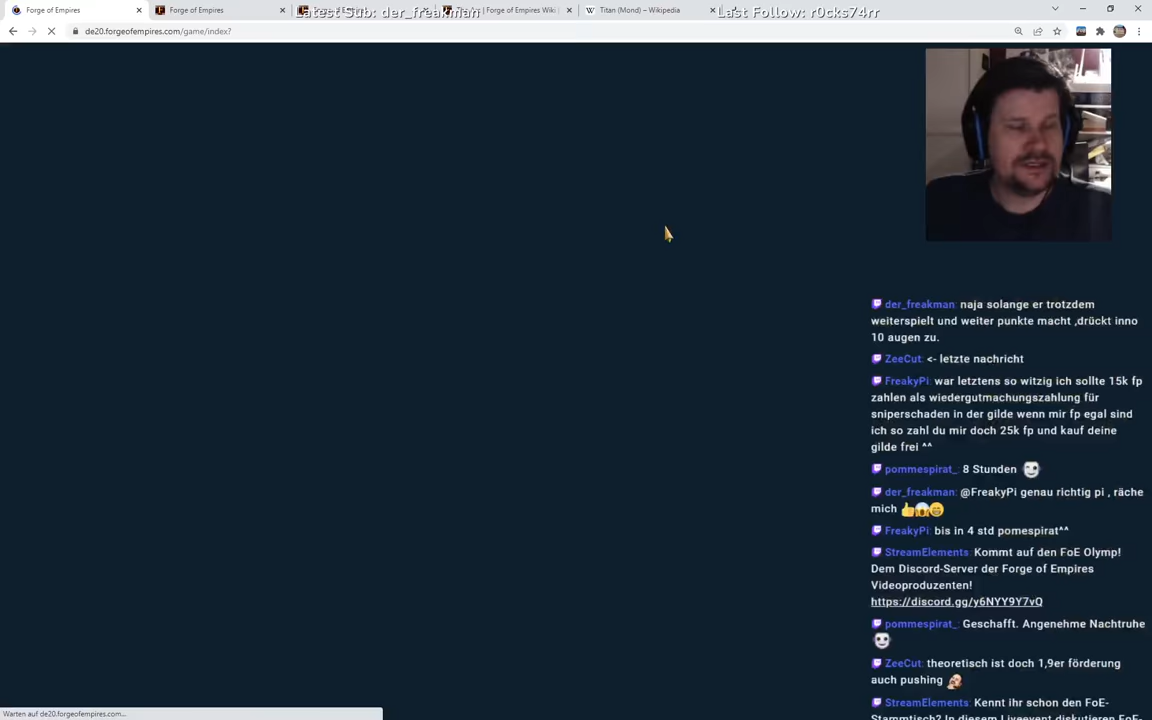 Forge of Empires
Forge of Empires
Latest Sub: der_freakman
| Forge of Empires Wiki
Titan (Mond) – Wikipedia
Last Follow: r0cks74rr
de20.forgeofempires.com/game/index?
der_freakman: naja solange er trotzdem
weiterspielt und weiter punkte macht ,drückt inno
10 augen zu.
ZeeCut: <- letzte nachricht
FreakyPi: war letztens so witzig ich sollte 15k fp
zahlen als wiedergutmachungszahlung für
sniperschaden in der gilde wenn mir fp egal sind
ich so zahl du mir doch 25k fp und kauf deine
gilde frei ^^
pommespirat_: 8 Stunden
der_freakman: @FreakyPi genau richtig pi , räche
mich 👍😱😁
FreakyPi: bis in 4 std pomespirat^^
StreamElements: Kommt auf den FoE Olymp!
Dem Discord-Server der Forge of Empires
Videoproduzenten!
https://discord.gg/y6NYY9Y7vQ
pommespirat_: Geschafft. Angenehme Nachtruhe
ZeeCut: theoretisch ist doch 1,9er förderung
auch pushing
StreamElements: Kennt ihr schon den FoE-
Stammtisch? In diesem Liveevent diskutieren FoE-
Warten auf de20.forgeofempires.com...